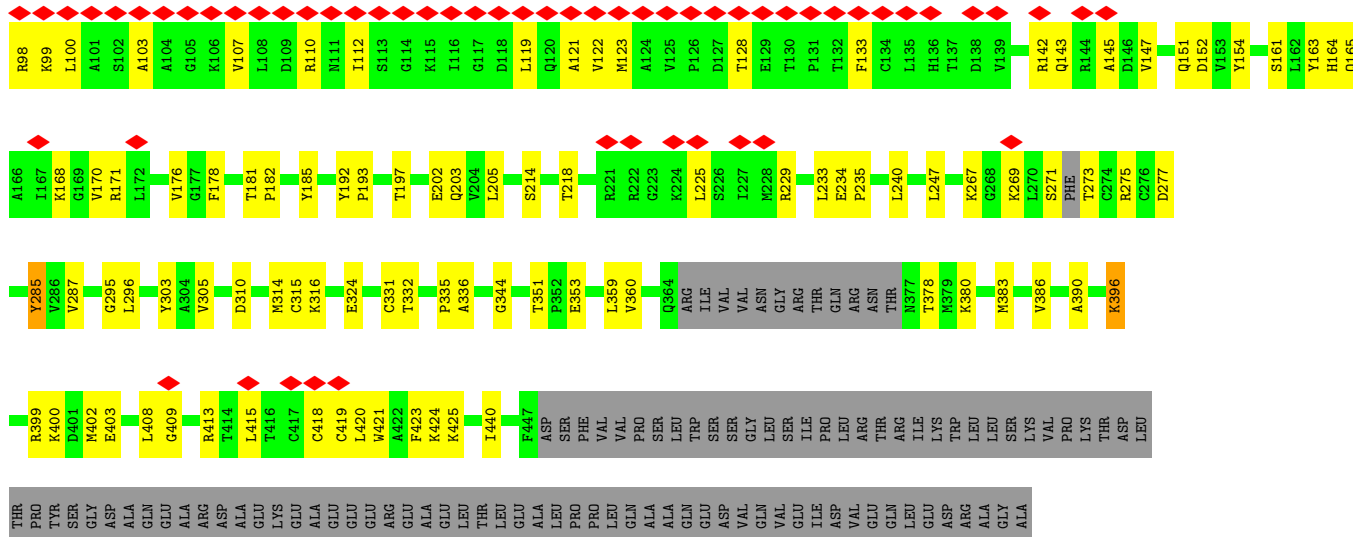 R98 K99 L100 A101 S102 A103 A104 G105 K106 V107 L108 D109 R110 N111 I112 S113 G114 K115 I116 G117 D118 L119 Q120 A121 V122 M123 A124 V125 P126 D127 T128 E129 T130 P131 T132 F133 C134 L135 H136 T137 D138 V139 R142 Q143 R144 A145 D146 V147 Q151 D152 V153 Y154 S161 L162 Y163 H164 Q165
A166 I167 K168 G169 V170 R171 L172 V176 G177 F178 T181 P182 Y185 Y192 P193 T197 E202 Q203 V204 L205 S214 T218 R221 R222 G223 K224 L225 S226 I227 M228 R229 L233 E234 P235 L240 L247 K267 G268 K269 L270 S271 PHE T273 C274 R275 C276 D277
Y285 V286 V287 G295 L296 Y303 A304 V305 D310 M314 C315 K316 E324 C331 T332 P335 A336 G344 T351 P352 E353 L359 V360 Q364 ARG ILE VAL VAL ASN GLY ARG THR GLN ARG ASN THR N377 T378 M379 K380 M383 V386 A390 K396
R399 K400 D401 M402 E403 L408 G409 R413 T414 L415 T416 C417 C418 C419 L420 W421 A422 F423 K424 K425 I440 F447 ASP SER PHE VAL VAL PRO SER LEU TRP SER SER GLY LEU SER ILE PRO LEU ARG THR ARG ILE LYS TRP LEU LEU SER LYS VAL PRO LYS THR ASP LEU
THR PRO TYR SER GLY ASP ALA GLN GLU ALA ARG ASP ALA GLU LYS GLU ALA GLU GLU GLU ARG GLU ALA GLU LEU THR LEU GLU ALA LEU PRO PRO LEU GLN ALA ALA GLN GLU ASP VAL GLN VAL GLU ILE ASP VAL GLU GLN LEU GLU ASP ARG ALA GLY ALA